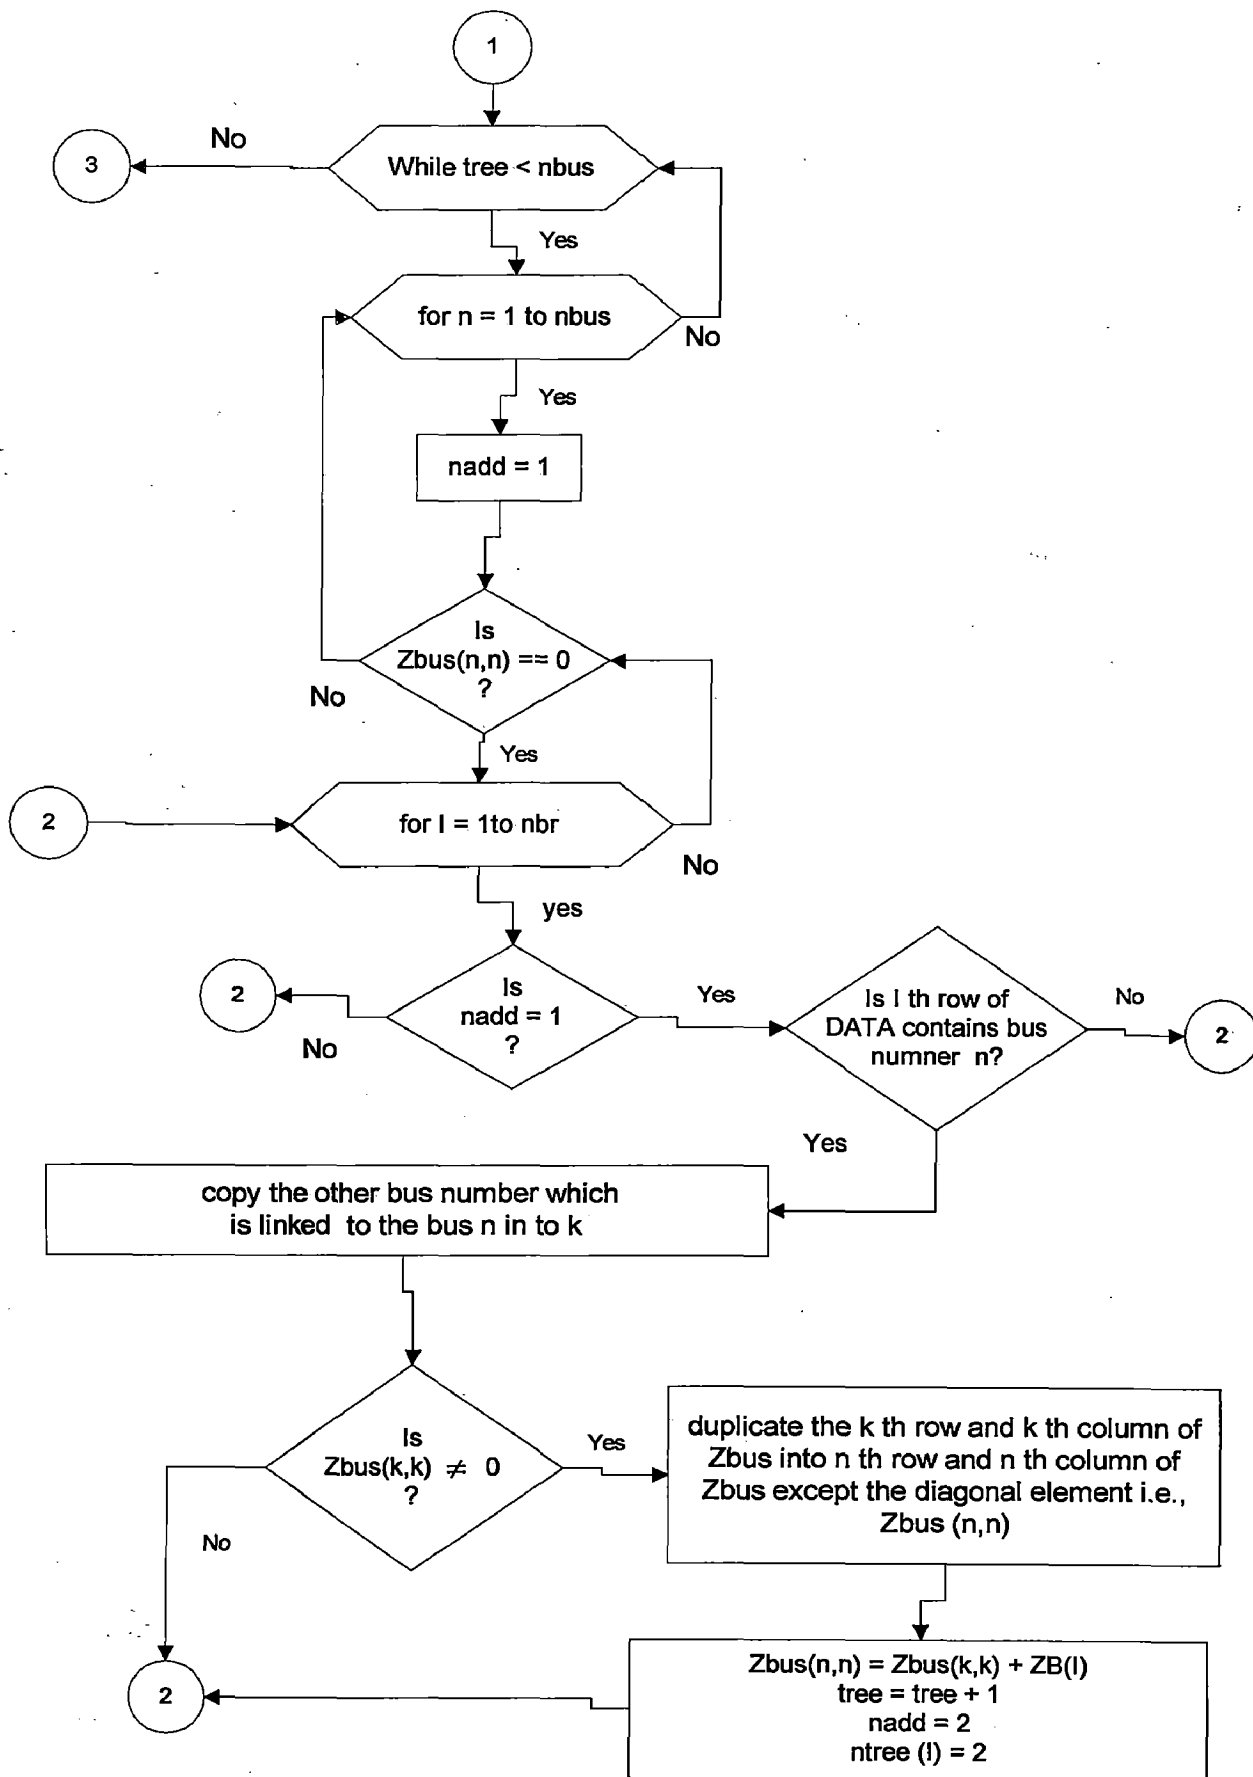 1
No
3
While tree < nbus
Yes
for n = 1 to nbus
No
Yes
nadd = 1
Is
Zbus(n,n) == 0
?
No
Yes
2
for I = 1to nbr
No
yes
Is
nadd = 1
?
2
No
Yes
Is I th row of
DATA contains bus
numner n?
No
2
Yes
copy the other bus number which
is linked to the bus n in to k
Is
Zbus(k,k) ≠ 0
?
Yes
No
duplicate the k th row and k th column of
Zbus into n th row and n th column of
Zbus except the diagonal element i.e.,
Zbus (n,n)
2
Zbus(n,n) = Zbus(k,k) + ZB(I)
tree = tree + 1
nadd = 2
ntree (I) = 2